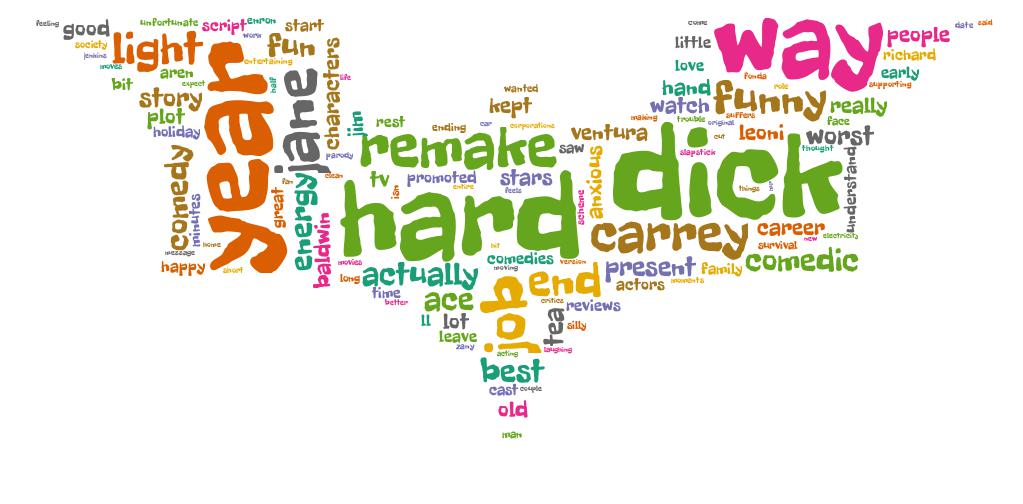 feeling
good
unfortunate
script
enron
start
work
society
jenkins
light
fun
entertaining
moves
aren
expect
bit
story
plot
holiday
yeah
half
jane
characters
life
jim
comedy
minutes
home
message
happy
short
great
fan
energy
baldwin
clean
parody
rest
ending
car
corporations
kept
wanted
remake
saw
ventura
tv
promoted
stars
isn
entire
feels
hard
scheme
anxious
dick
come
little
love
way
people
date
said
richard
early
supporting
fonda
role
hand
funny
really
watch
making
trouble
original
suffers
face
cut
leoni
worst
thought
slapstick
things
understand
carrey
career
new
electricity
survival
comedic
hit
comedies
version
moving
movies
long
actually
end
present
family
moments
actors
time
better
ace
job
critics
reviews
tea
silly
ll
lot
leave
zany
acting
laughing
best
cast
couple
old
man